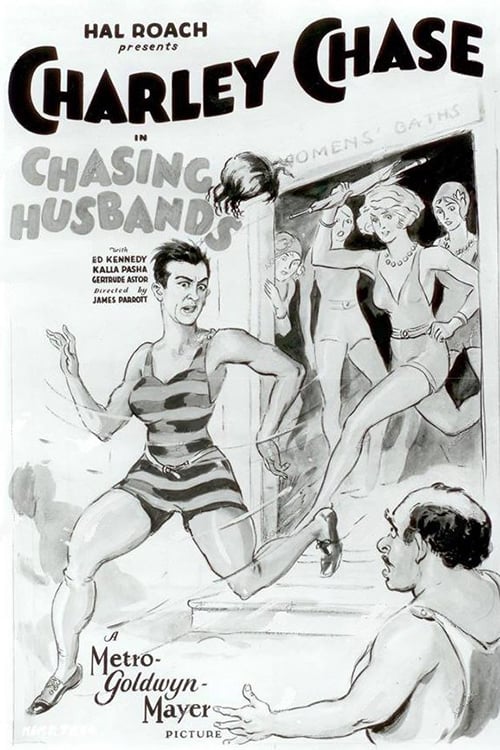 HAL ROACH
presents
CHARLEY CHASE
IN
CHASING
HUSBANDS
WOMENS' BATHS
with
ED KENNEDY
KALLA PASHA
GERTRUDE ASTOR
Directed by
JAMES PARROTT
A
Metro-
Goldwyn-
Mayer
PICTURE